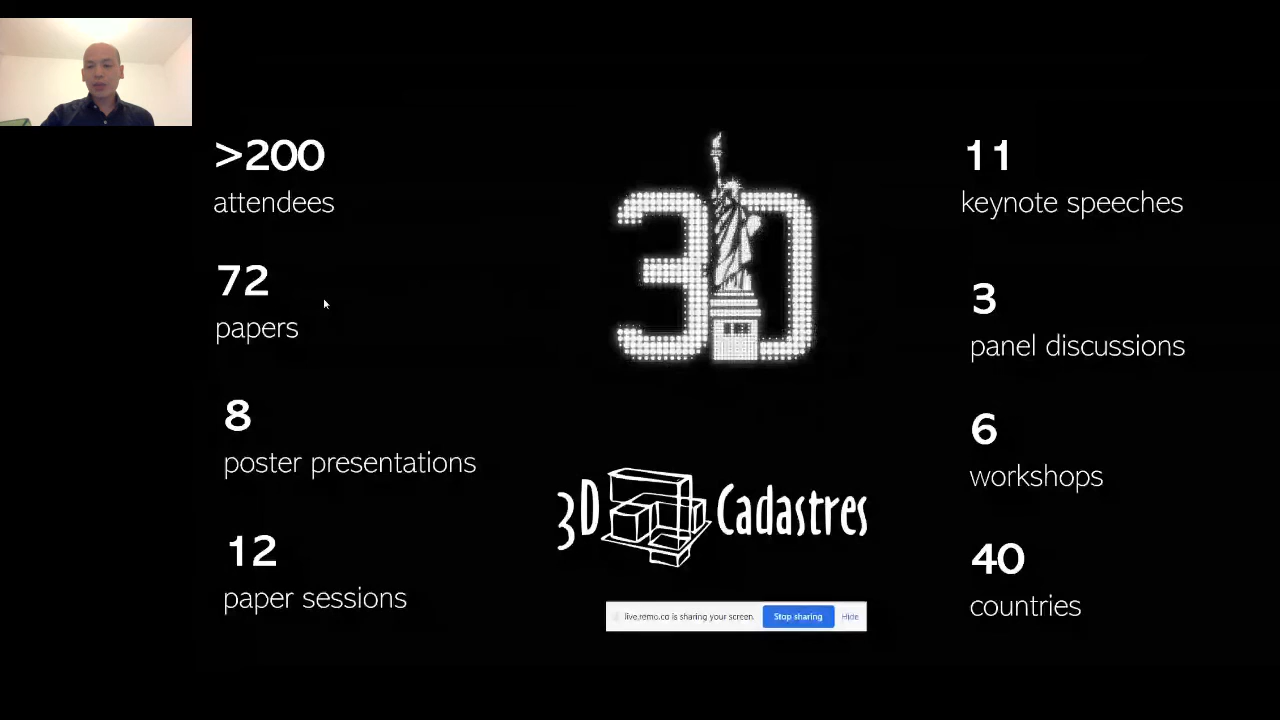 >200
attendees
72
papers
8
poster presentations
12
paper sessions
3D
3D Cadastres
live.remo.co is sharing your screen. Stop sharing Hide
11
keynote speeches
3
panel discussions
6
workshops
40
countries